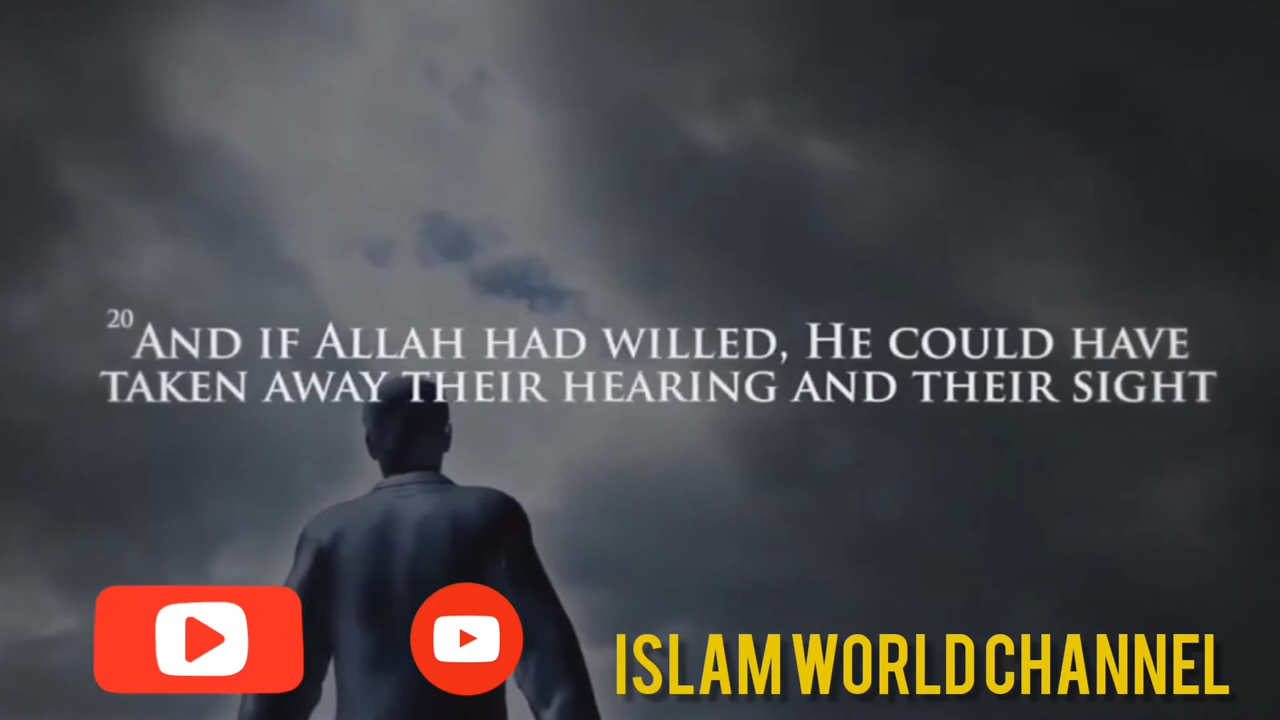 20 And if Allah had willed, He could have
taken away their hearing and their sight
ISLAM WORLD CHANNEL